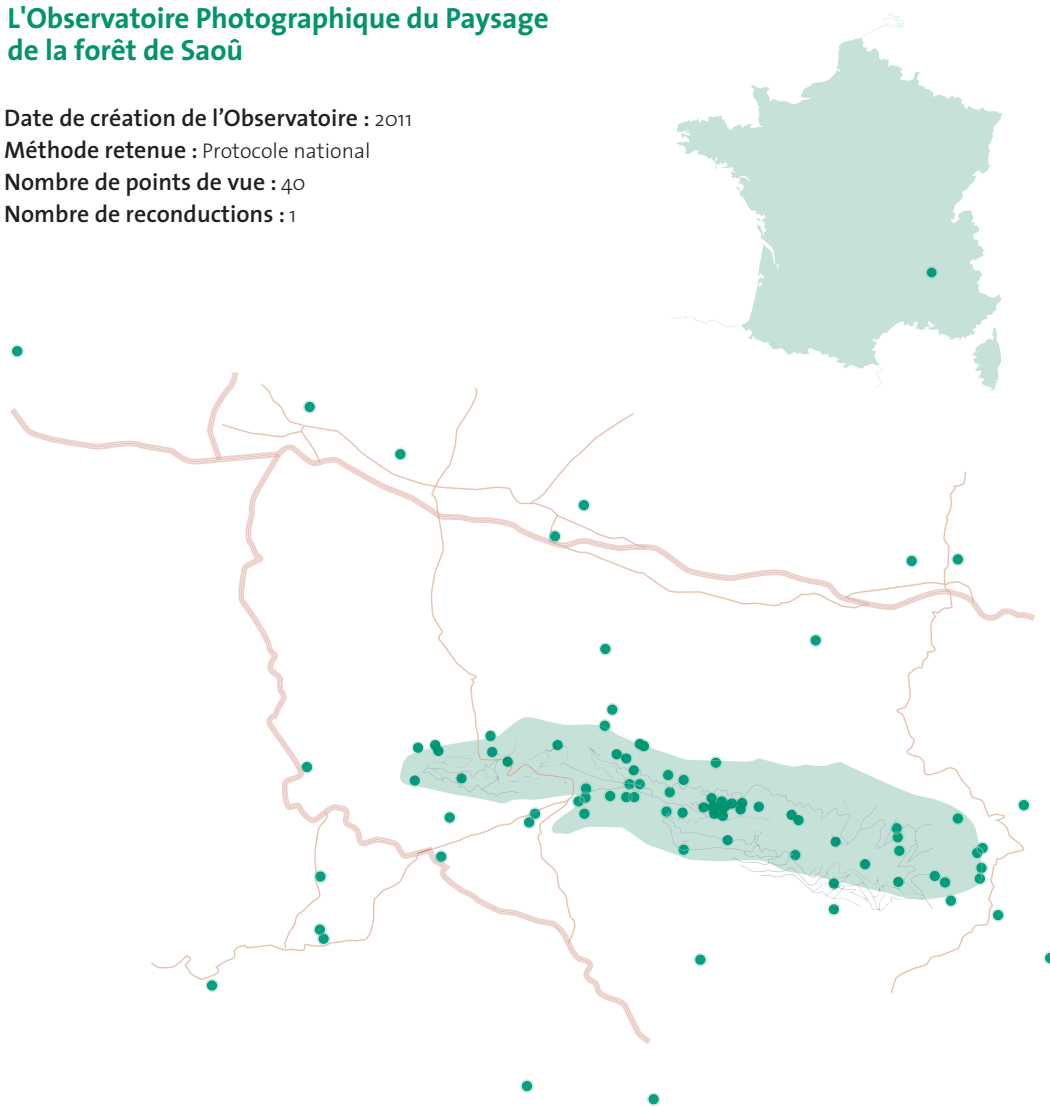 L'Observatoire Photographique du Paysage
de la forêt de Saoû
Date de création de l’Observatoire : 2011
Méthode retenue : Protocole national
Nombre de points de vue : 40
Nombre de reconductions : 1